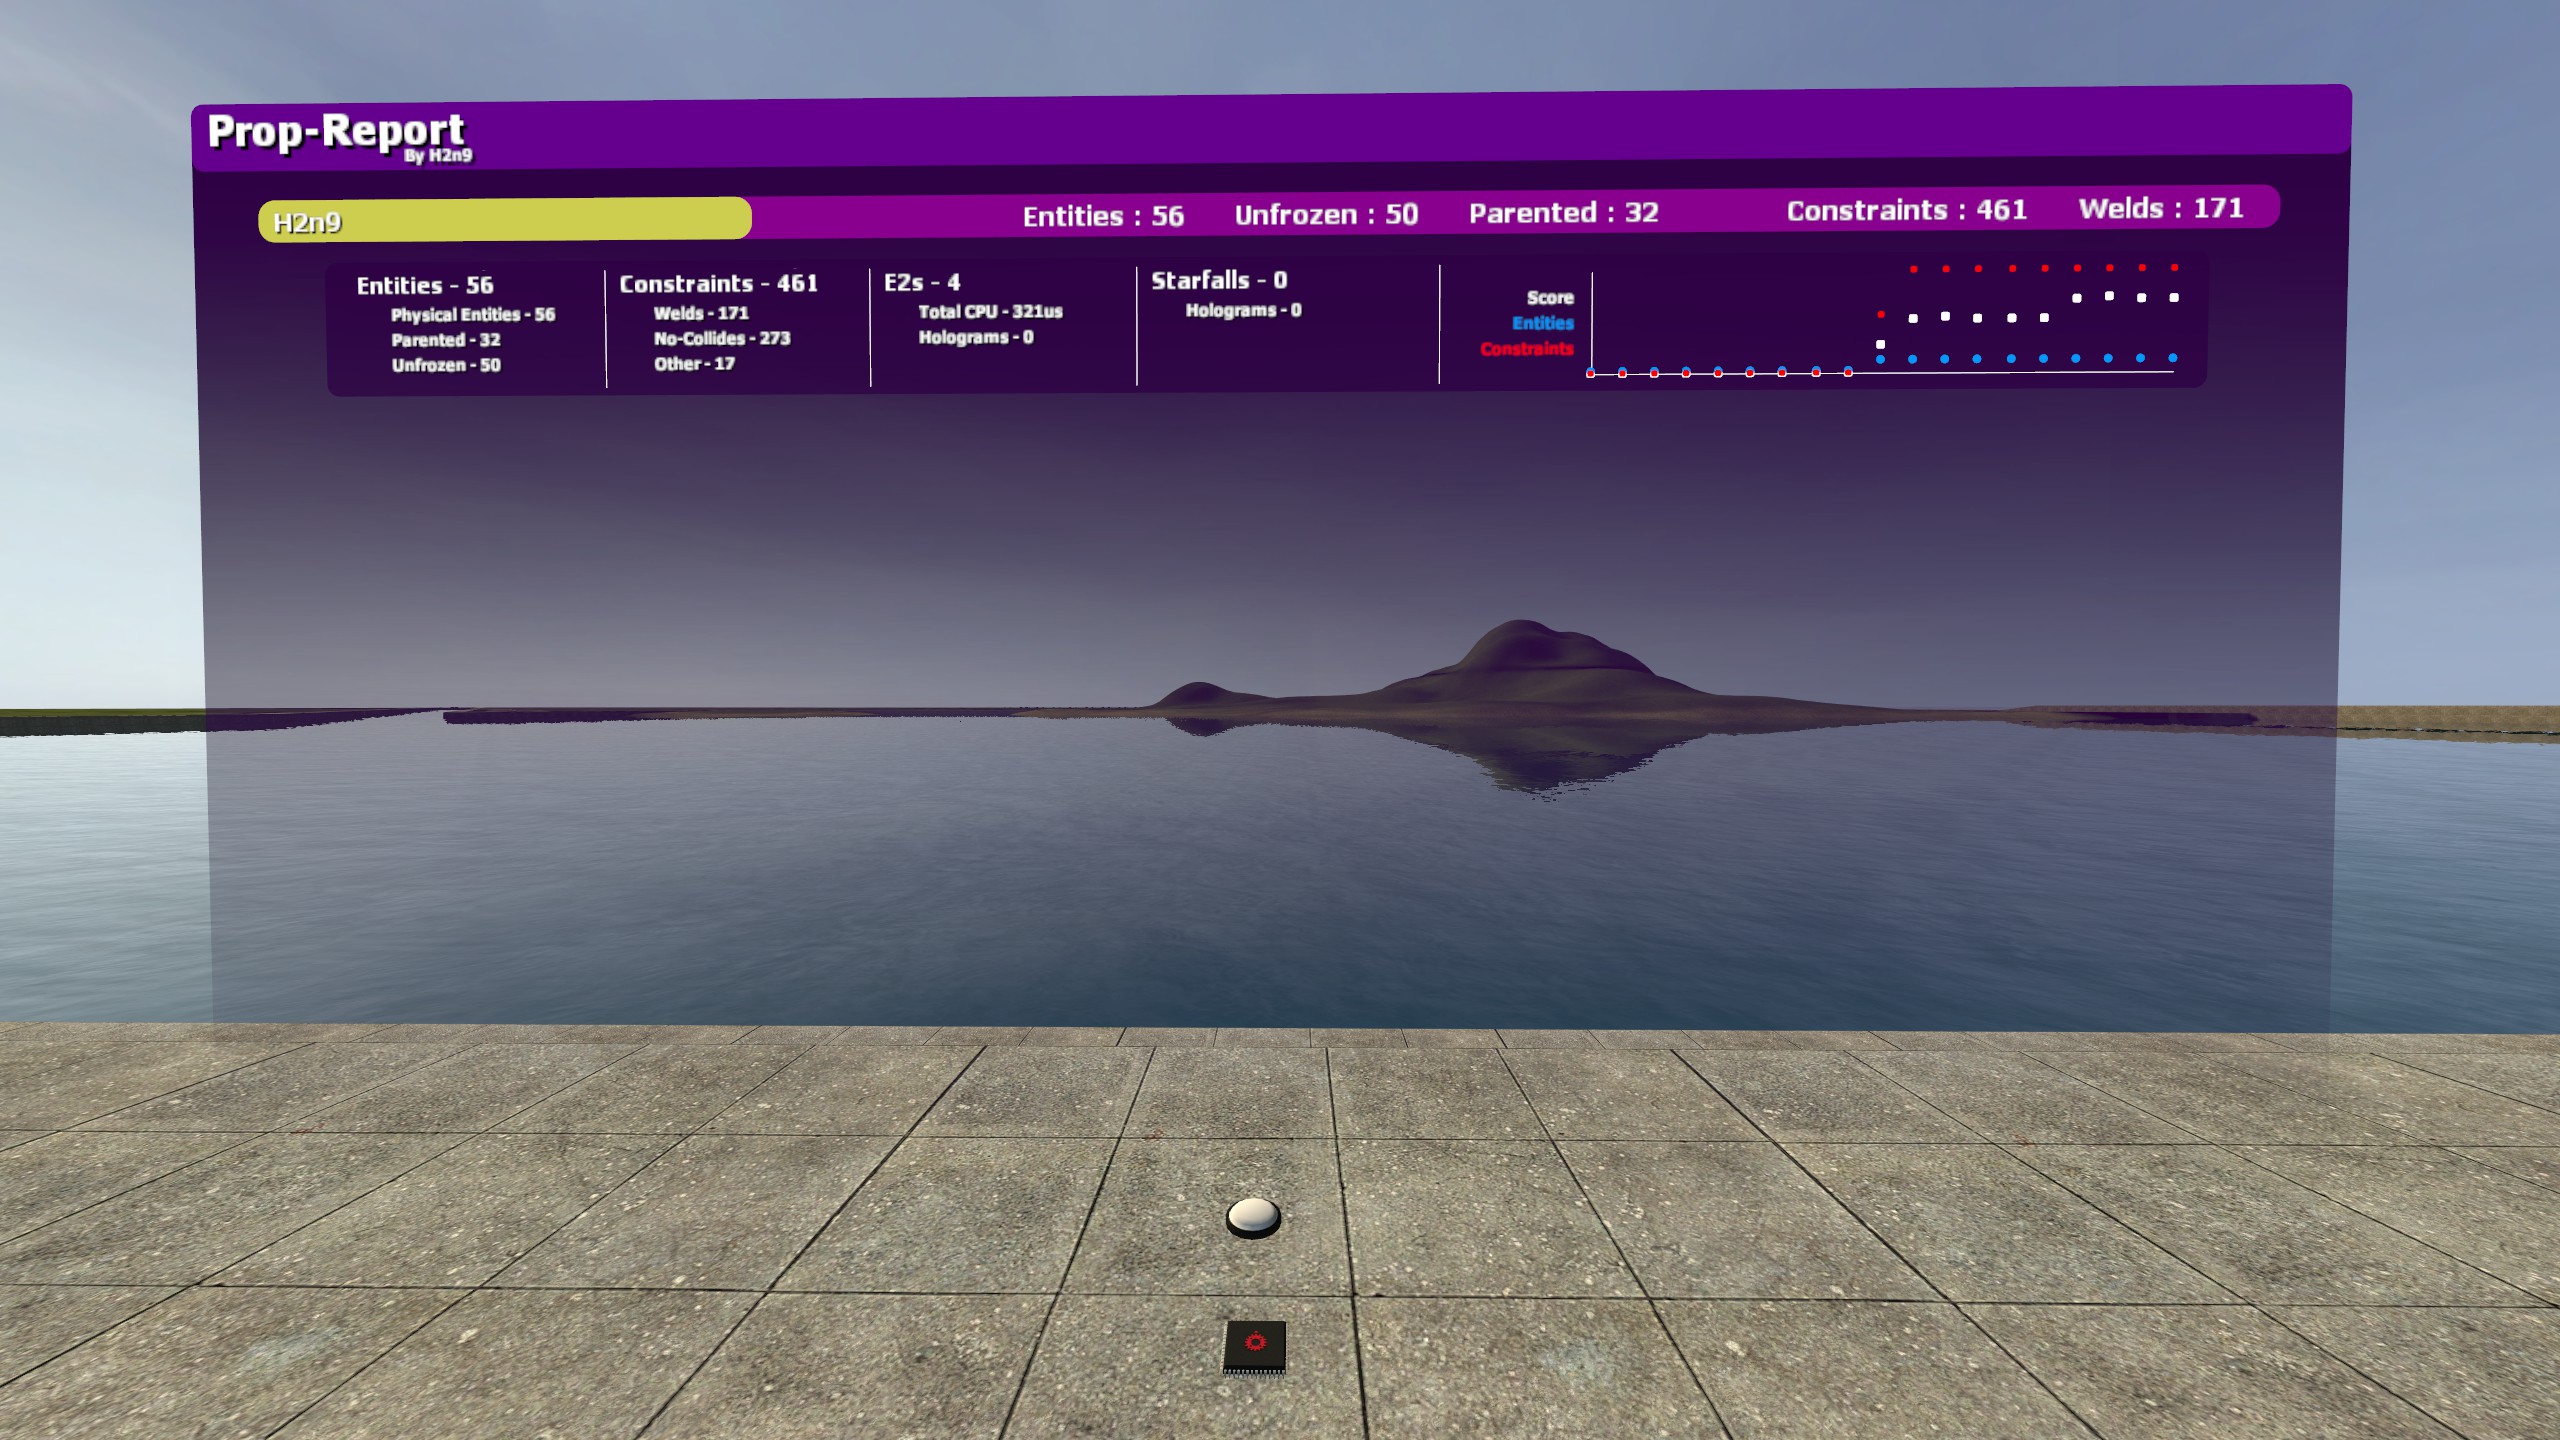 Prop-Report
By H2n9
H2n9 Entities : 56 Unfrozen : 50 Parented : 32 Constraints : 461 Welds : 171
Entities - 56
Physical Entities - 56
Parented - 32
Unfrozen - 50
Constraints - 461
Welds - 171
No-Collides - 273
Other - 17
E2s - 4
Total CPU - 321us
Holograms - 0
Starfalls - 0
Holograms - 0
Score
Entities
Constraints